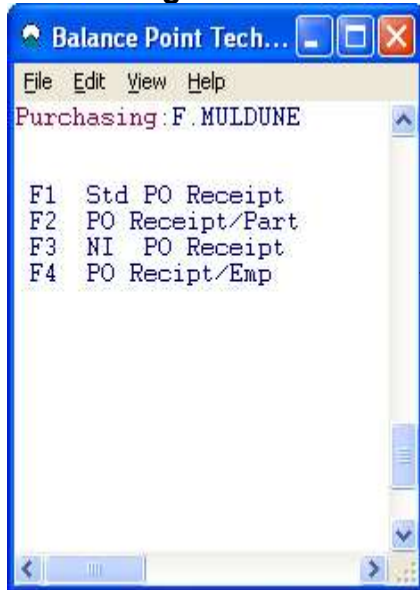 Balance Point Tech...
File Edit View Help
Purchasing:F.MULDUNE
F1 Std PO Receipt
F2 PO Receipt/Part
F3 NI PO Receipt
F4 PO Recipt/Emp